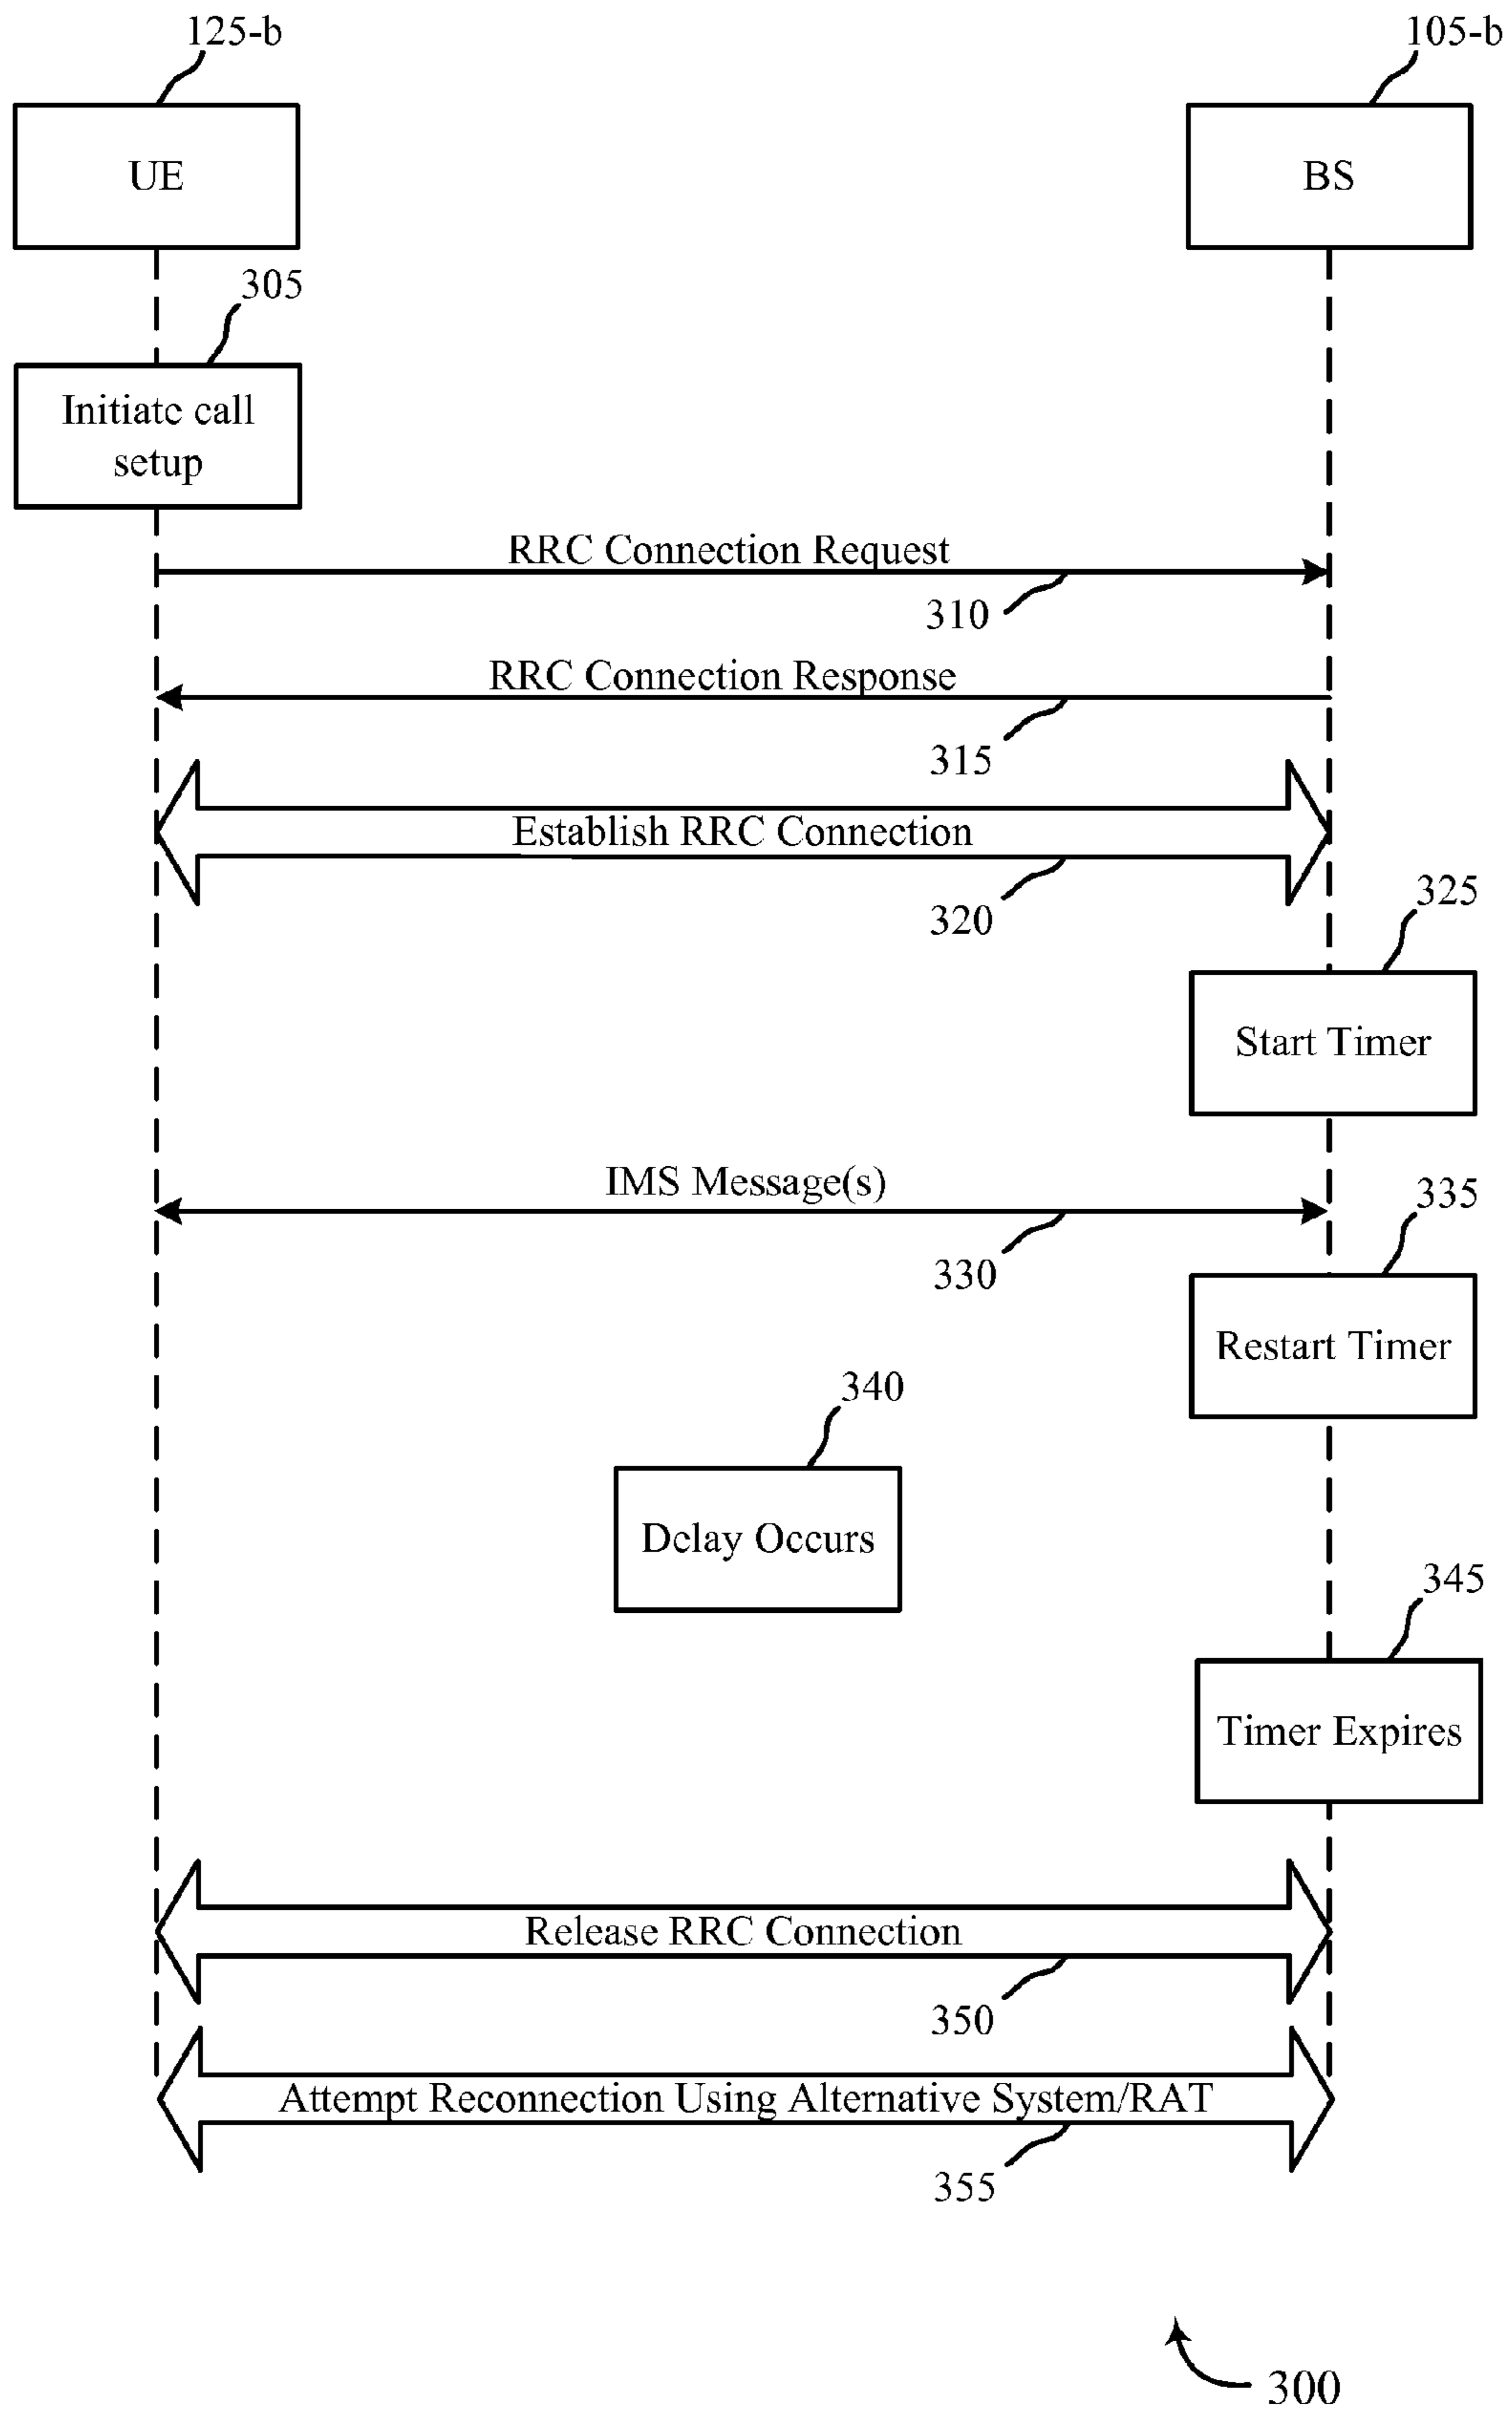 125-b
105-b
UE
BS
305
Initiate call
setup
RRC Connection Request
310
RRC Connection Response
315
Establish RRC Connection
320
325
Start Timer
IMS Message(s)
330
335
Restart Timer
340
Delay Occurs
345
Timer Expires
Release RRC Connection
350
Attempt Reconnection Using Alternative System/RAT
355
300